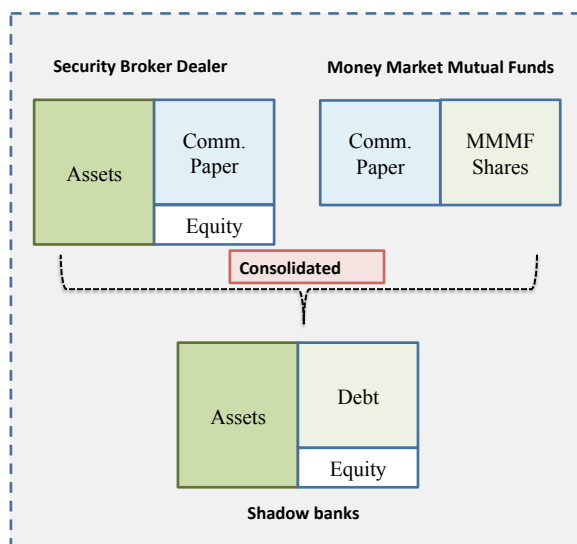 Security Broker Dealer
Money Market Mutual Funds
Assets
Comm.
Paper
Equity
Comm.
Paper
MMMF
Shares
Consolidated
Assets
Debt
Equity
Shadow banks